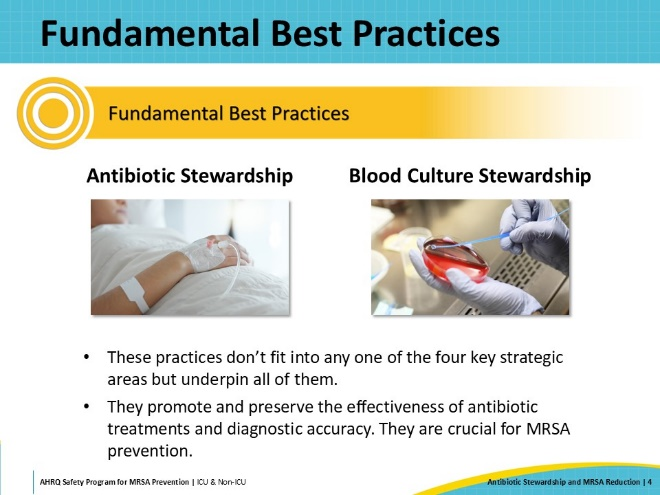 Fundamental Best Practices
Fundamental Best Practices
Antibiotic Stewardship
Blood Culture Stewardship
• These practices don’t fit into any one of the four key strategic
areas but underpin all of them.
• They promote and preserve the effectiveness of antibiotic
treatments and diagnostic accuracy. They are crucial for MRSA
prevention.
AHRQ Safety Program for MRSA Prevention | ICU & Non-ICU
Antibiotic Stewardship and MRSA Reduction | 4